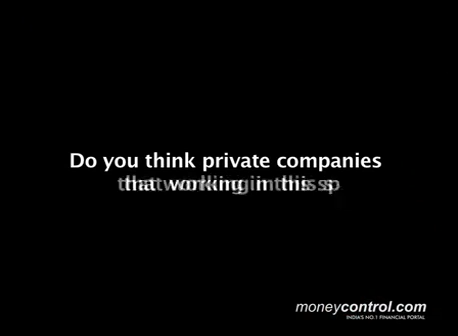 Do you think private companies
that working in this
moneycontrol.com
INDIA'S NO.1 FINANCIAL PORTAL